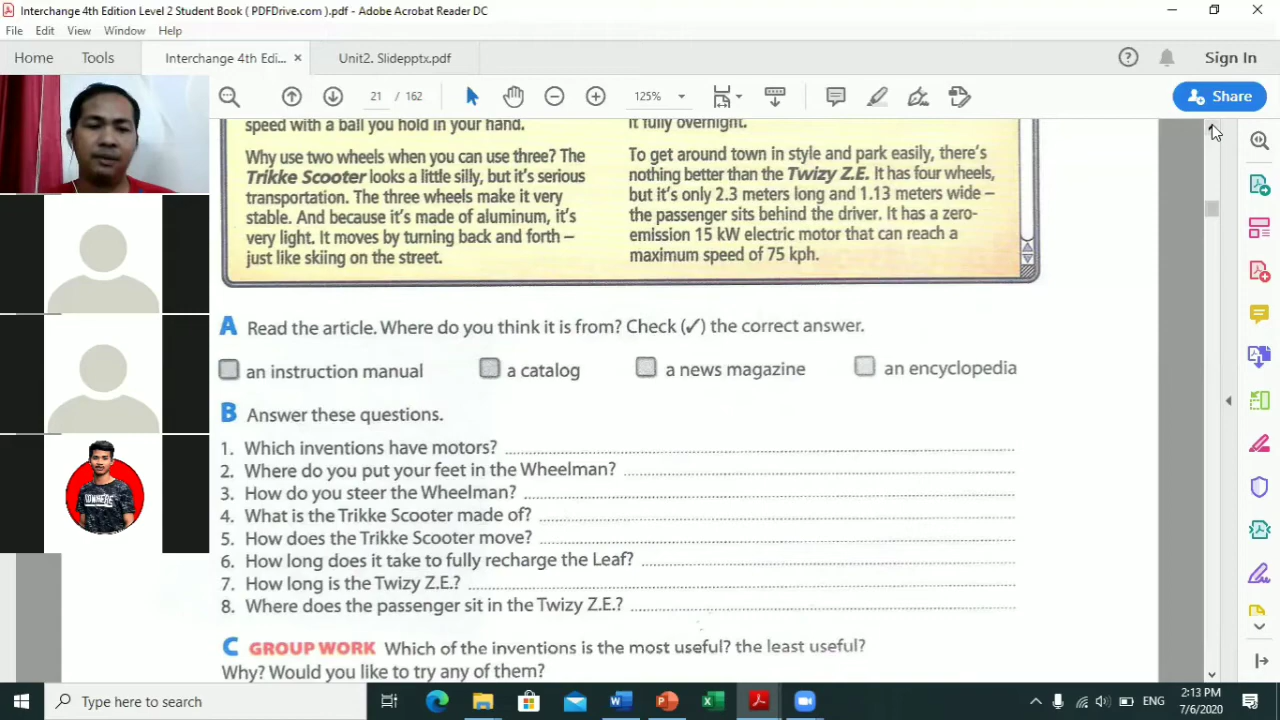 Interchange 4th Edition Level 2 Student Book ( PDFDrive.com ).pdf - Adobe Acrobat Reader DC
File Edit View Window Help
Home Tools Interchange 4th Edi... × Unit2. Slidepptx.pdf Sign In
21 / 162 125% Share
speed with a ball you hold in your hand.
Why use two wheels when you can use three? The
Trikke Scooter looks a little silly, but it's serious
transportation. The three wheels make it very
stable. And because it's made of aluminum, it's
very light. It moves by turning back and forth –
just like skiing on the street.
it fully overnight.
To get around town in style and park easily, there's
nothing better than the Twizy Z.E. It has four wheels,
but it's only 2.3 meters long and 1.13 meters wide –
the passenger sits behind the driver. It has a zero-
emission 15 kW electric motor that can reach a
maximum speed of 75 kph.
A Read the article. Where do you think it is from? Check (✓) the correct answer.
an instruction manual a catalog a news magazine an encyclopedia
B Answer these questions.
1. Which inventions have motors?
2. Where do you put your feet in the Wheelman?
3. How do you steer the Wheelman?
4. What is the Trikke Scooter made of?
5. How does the Trikke Scooter move?
6. How long does it take to fully recharge the Leaf?
7. How long is the Twizy Z.E.?
8. Where does the passenger sit in the Twizy Z.E.?
C GROUP WORK Which of the inventions is the most useful? the least useful?
Why? Would you like to try any of them?
Type here to search
ENG
2:13 PM
7/6/2020